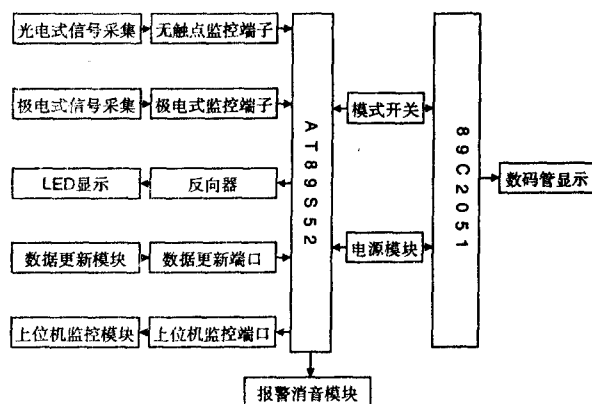 光电式信号采集
无触点监控端子
极电式信号采集
极电式监控端子
LED显示
反向器
数据更新模块
数据更新端口
上位机监控模块
上位机监控端口
AT89S52
模式开关
电源模块
89C2051
数码管显示
报警消音模块